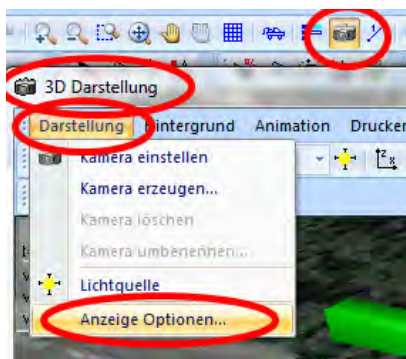 3D Darstellung
Darstellung Hintergrund Animation Drucken
Kamera einstellen
Kamera erzeugen...
Kamera löschen
Kamera umbenennen...
Lichtquelle
Anzeige Optionen...